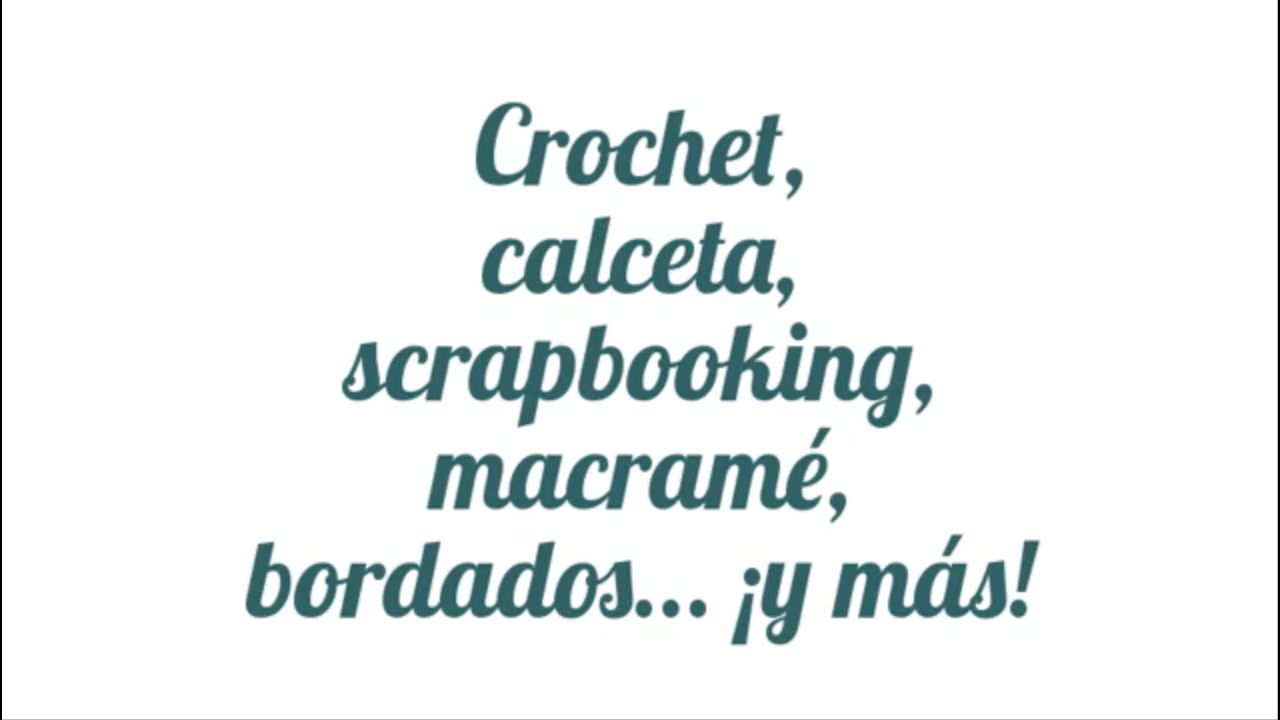 Crochet,
calceta,
scrapbooking,
macramé,
bordados... ¡y más!